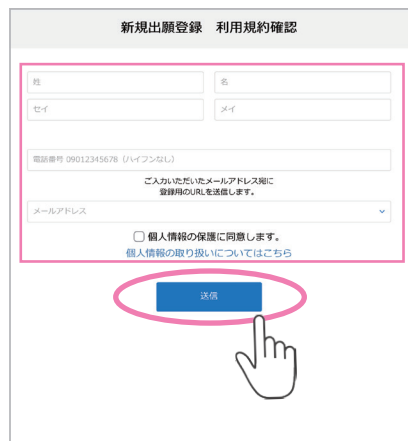 新規出願登録　利用規約確認
姓
名
セイ
メイ
電話番号 09012345678（ハイフンなし）
ご入力いただいたメールアドレス宛に
登録用のURLを送信します。
メールアドレス
個人情報の保護に同意します。
個人情報の取り扱いについてはこちら
送信